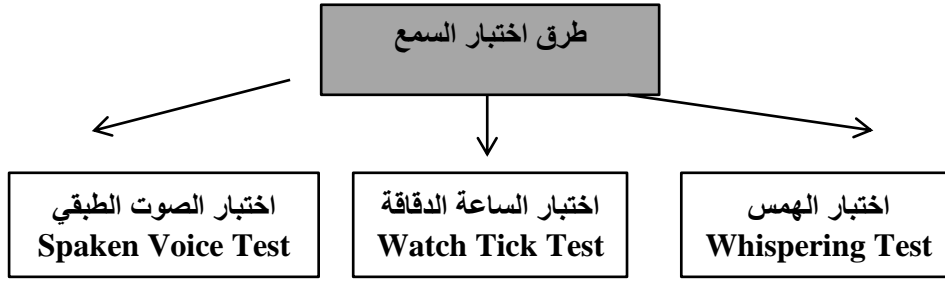 طرق اختبار السمع
اختبار الهمس
Whispering Test
اختبار الساعة الدقاقة
Watch Tick Test
اختبار الصوت الطبقي
Spaken Voice Test